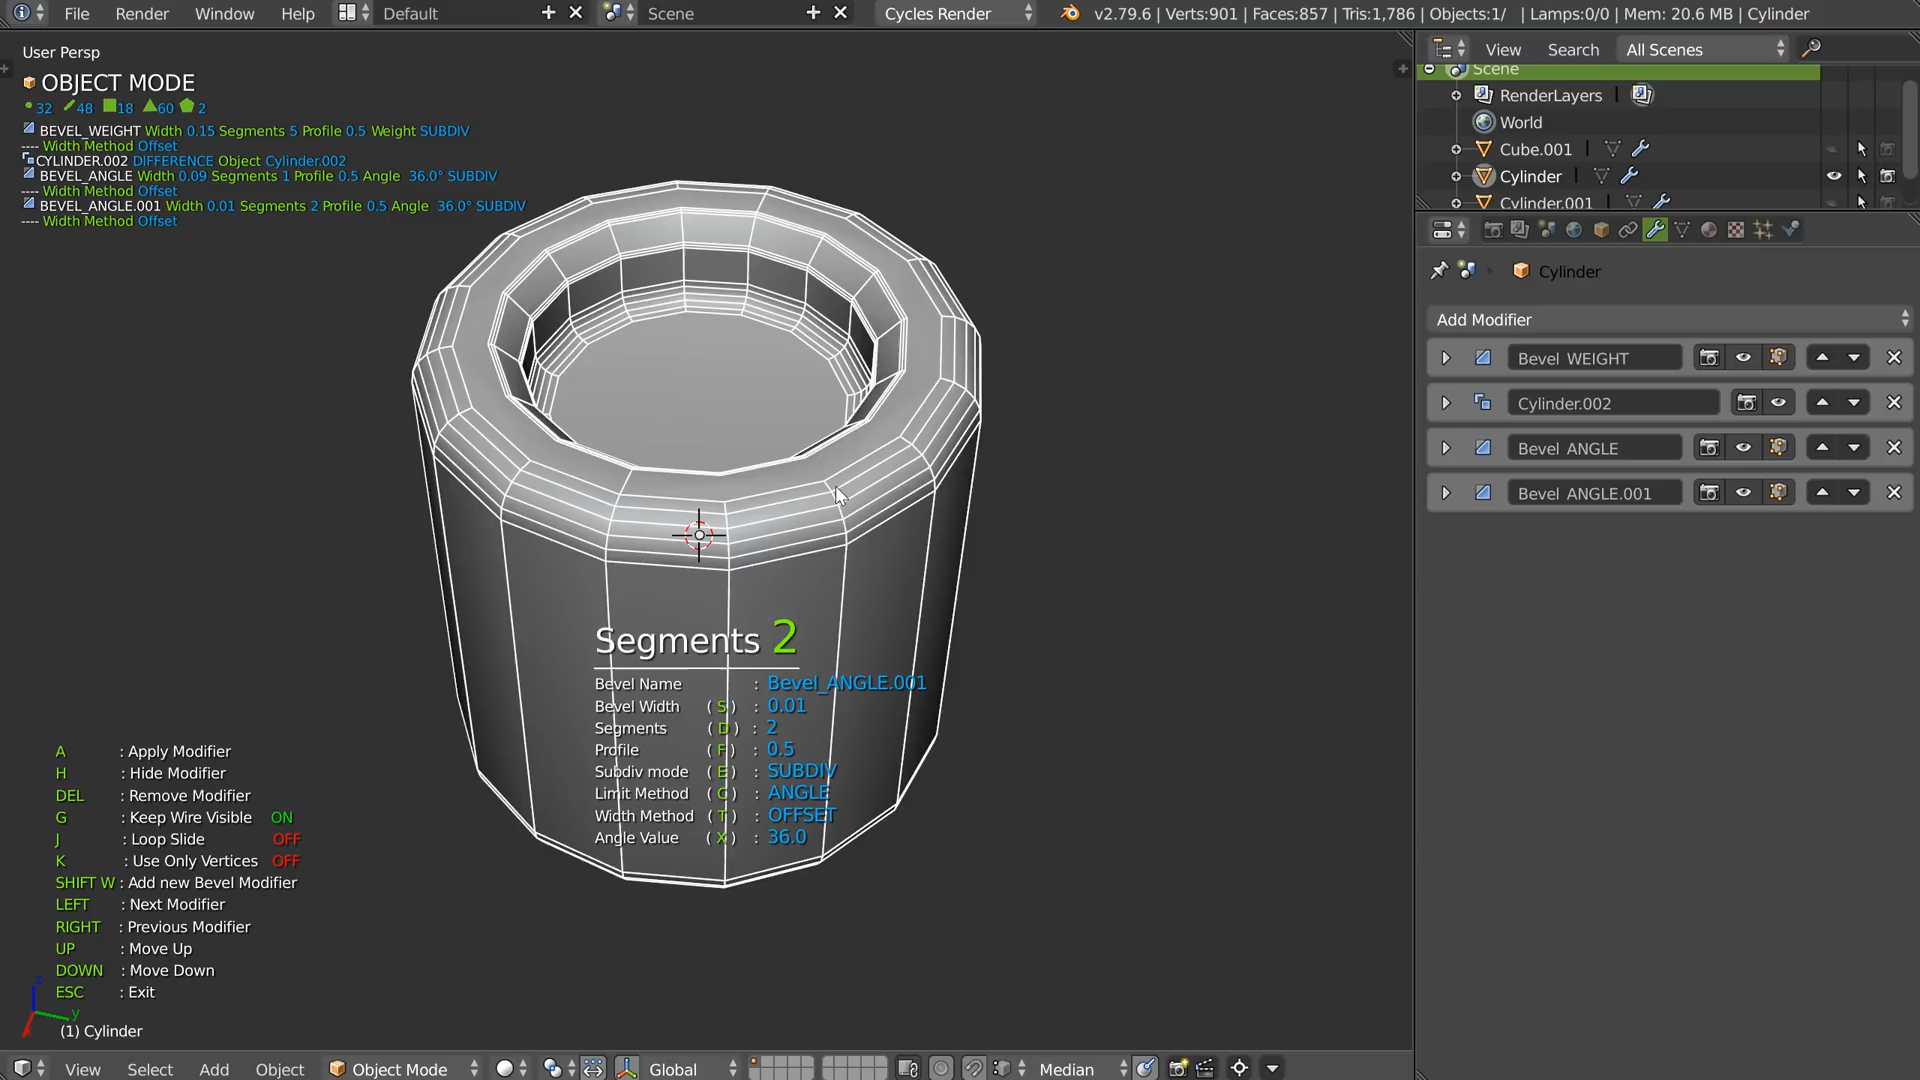 File Render Window Help Default Scene Cycles Render v2.79.6 | Verts:901 | Faces:857 | Tris:1,786 | Objects:1/ | Lamps:0/0 | Mem: 20.6 MB | Cylinder
User Persp
OBJECT MODE
32 48 18 60 2
BEVEL_WEIGHT Width 0.15 Segments 5 Profile 0.5 Weight SUBDIV
---- Width Method Offset
CYLINDER.002 DIFFERENCE Object Cylinder.002
BEVEL_ANGLE Width 0.09 Segments 1 Profile 0.5 Angle 36.0° SUBDIV
---- Width Method Offset
BEVEL_ANGLE.001 Width 0.01 Segments 2 Profile 0.5 Angle 36.0° SUBDIV
---- Width Method Offset
View Search All Scenes
Scene
RenderLayers
World
Cube.001
Cylinder
Cylinder.001
Cylinder
Add Modifier
Bevel WEIGHT
Cylinder.002
Bevel ANGLE
Bevel ANGLE.001
Segments 2
Bevel Name : Bevel_ANGLE.001
Bevel Width ( S ) : 0.01
Segments ( D ) : 2
Profile ( F ) : 0.5
Subdiv mode ( E ) : SUBDIV
Limit Method ( C ) : ANGLE
Width Method ( T ) : OFFSET
Angle Value ( X ) : 36.0
A : Apply Modifier
H : Hide Modifier
DEL : Remove Modifier
G : Keep Wire Visible ON
J : Loop Slide OFF
K : Use Only Vertices OFF
SHIFT W : Add new Bevel Modifier
LEFT : Next Modifier
RIGHT : Previous Modifier
UP : Move Up
DOWN : Move Down
ESC : Exit
z
y
(1) Cylinder
View Select Add Object Object Mode Global Median